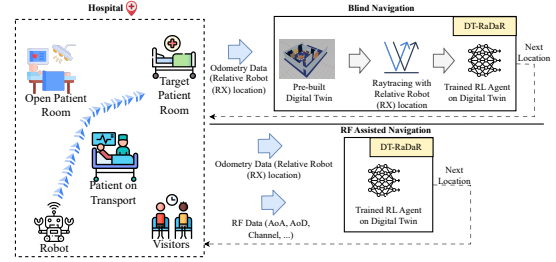 Hospital
Open Patient
Room
Target
Patient
Room
Patient on
Transport
Robot
Visitors
Blind Navigation
DT-RaDaR
Odometry Data
(Relative Robot
(RX) location)
Pre-built
Digital Twin
Raytracing with
Relative Robot
(RX) location
Trained RL Agent
on Digital Twin
Next
Location
RF Assisted Navigation
DT-RaDaR
Odometry Data (Relative Robot
(RX) location)
RF Data (AoA, AoD,
Channel, ...)
Trained RL Agent
on Digital Twin
Next
Location